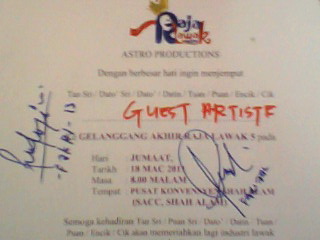 Raja
Lawak
ASTRO PRODUCTIONS
Dengan berbesar hati ingin menjemput
Tan Sri / Dato' Sri / Dato' / Datin / Tuan / Puan / Encik / Cik
GUEST ARTISTE
GELANGGANG AKHIR RAJA LAWAK 5 pada
Hari : JUMAAT,
Tarikh : 18 MAC 2011
Masa : 8.00 MALAM
Tempat : PUSAT KONVENSYEN SHAH ALAM
(SACC, SHAH ALAM)
Semoga kehadiran Tan Sri / Puan Sri / Dato' / Datin / Tuan /
Puan / Encik / Cik akan memeriahkan lagi industri lawak